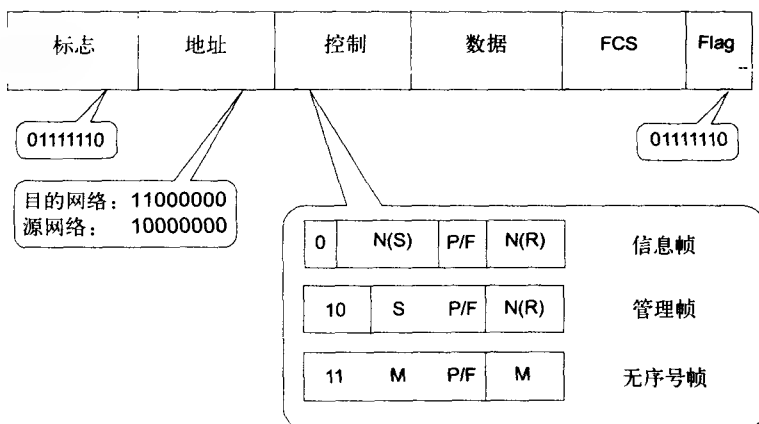 标志 地址 控制 数据 FCS Flag
01111110
01111110
目的网络：11000000
源网络： 10000000
0 N(S) P/F N(R) 信息帧
10 S P/F N(R) 管理帧
11 M P/F M 无序号帧